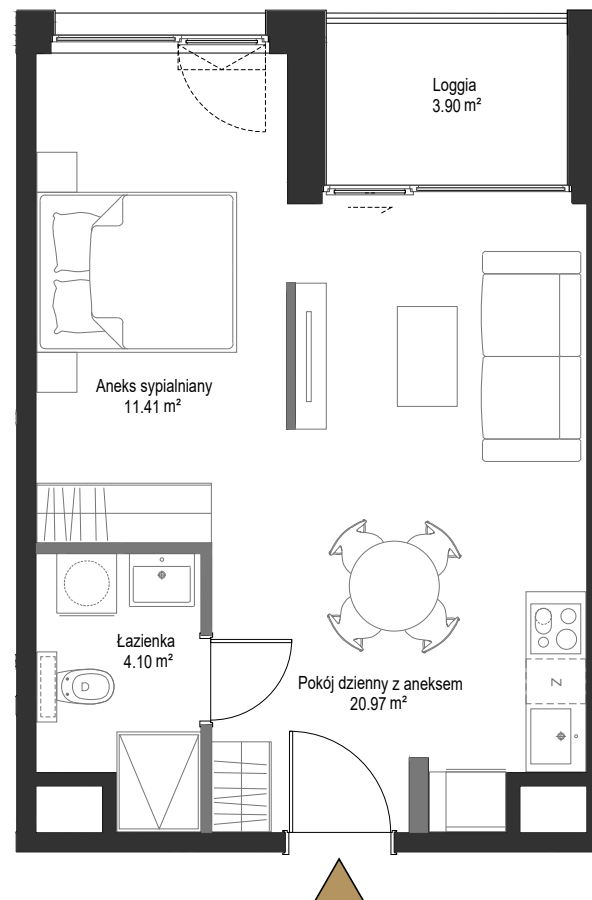 Loggia
3.90 m²
Aneks sypialniany
11.41 m²
Łazienka
4.10 m²
Pokój dzienny z aneksem
20.97 m²
Z
D